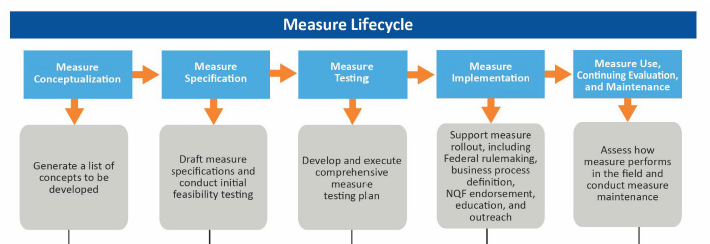 Measure Lifecycle
Measure
Conceptualization
Measure
Specification
Measure
Testing
Measure
Implementation
Measure Use,
Continuing Evaluation,
and Maintenance
Generate a list of
concepts to be
developed
Draft measure
specifications and
conduct initial
feasibility testing
Develop and execute
comprehensive
measure
testing plan
Support measure
rollout, including
Federal rulemaking,
business process
definition,
NQF endorsement,
education, and
outreach
Assess how
measure performs
in the field and
conduct measure
maintenance